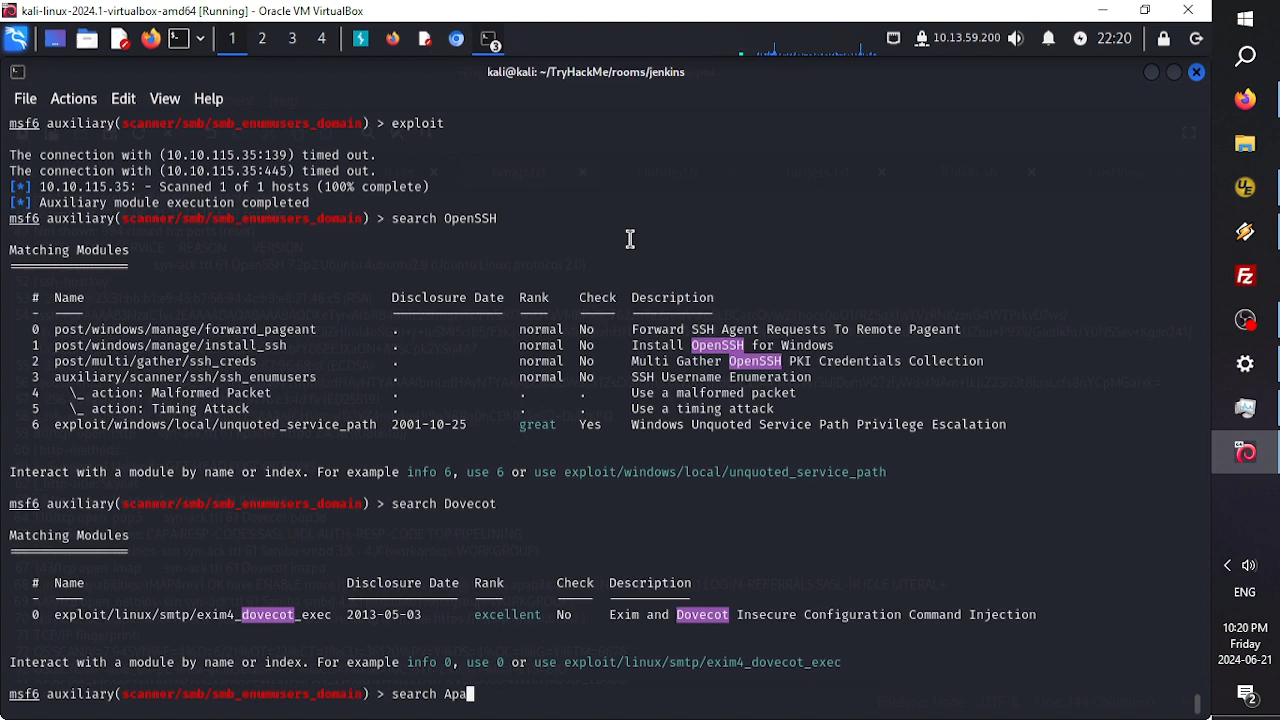 kali-linux-2024.1-virtualbox-amd64 [Running] - Oracle VM VirtualBox
1 2 3 4 3 10.13.59.200 22:20
kali@kali: ~/TryHackMe/rooms/jenkins
File Actions Edit View Help
msf6 auxiliary(scanner/smb/smb_enumusers_domain) > exploit
The connection with (10.10.115.35:139) timed out.
The connection with (10.10.115.35:445) timed out.
[*] 10.10.115.35: - Scanned 1 of 1 hosts (100% complete)
[*] Auxiliary module execution completed
msf6 auxiliary(scanner/smb/smb_enumusers_domain) > search OpenSSH
Matching Modules
================
# Name Disclosure Date Rank Check Description
- ---- --------------- ---- ----- -----------
0 post/windows/manage/forward_pageant . normal No Forward SSH Agent Requests To Remote Pageant
1 post/windows/manage/install_ssh . normal No Install OpenSSH for Windows
2 post/multi/gather/ssh_creds . normal No Multi Gather OpenSSH PKI Credentials Collection
3 auxiliary/scanner/ssh/ssh_enumusers . normal No SSH Username Enumeration
4 \_ action: Malformed Packet . . . Use a malformed packet
5 \_ action: Timing Attack . . . Use a timing attack
6 exploit/windows/local/unquoted_service_path 2001-10-25 great Yes Windows Unquoted Service Path Privilege Escalation
Interact with a module by name or index. For example info 6, use 6 or use exploit/windows/local/unquoted_service_path
msf6 auxiliary(scanner/smb/smb_enumusers_domain) > search Dovecot
Matching Modules
================
# Name Disclosure Date Rank Check Description
- ---- --------------- ---- ----- -----------
0 exploit/linux/smtp/exim4_dovecot_exec 2013-05-03 excellent No Exim and Dovecot Insecure Configuration Command Injection
Interact with a module by name or index. For example info 0, use 0 or use exploit/linux/smtp/exim4_dovecot_exec
msf6 auxiliary(scanner/smb/smb_enumusers_domain) > search Apa
ENG
10:20 PM
Friday
2024-06-21
2